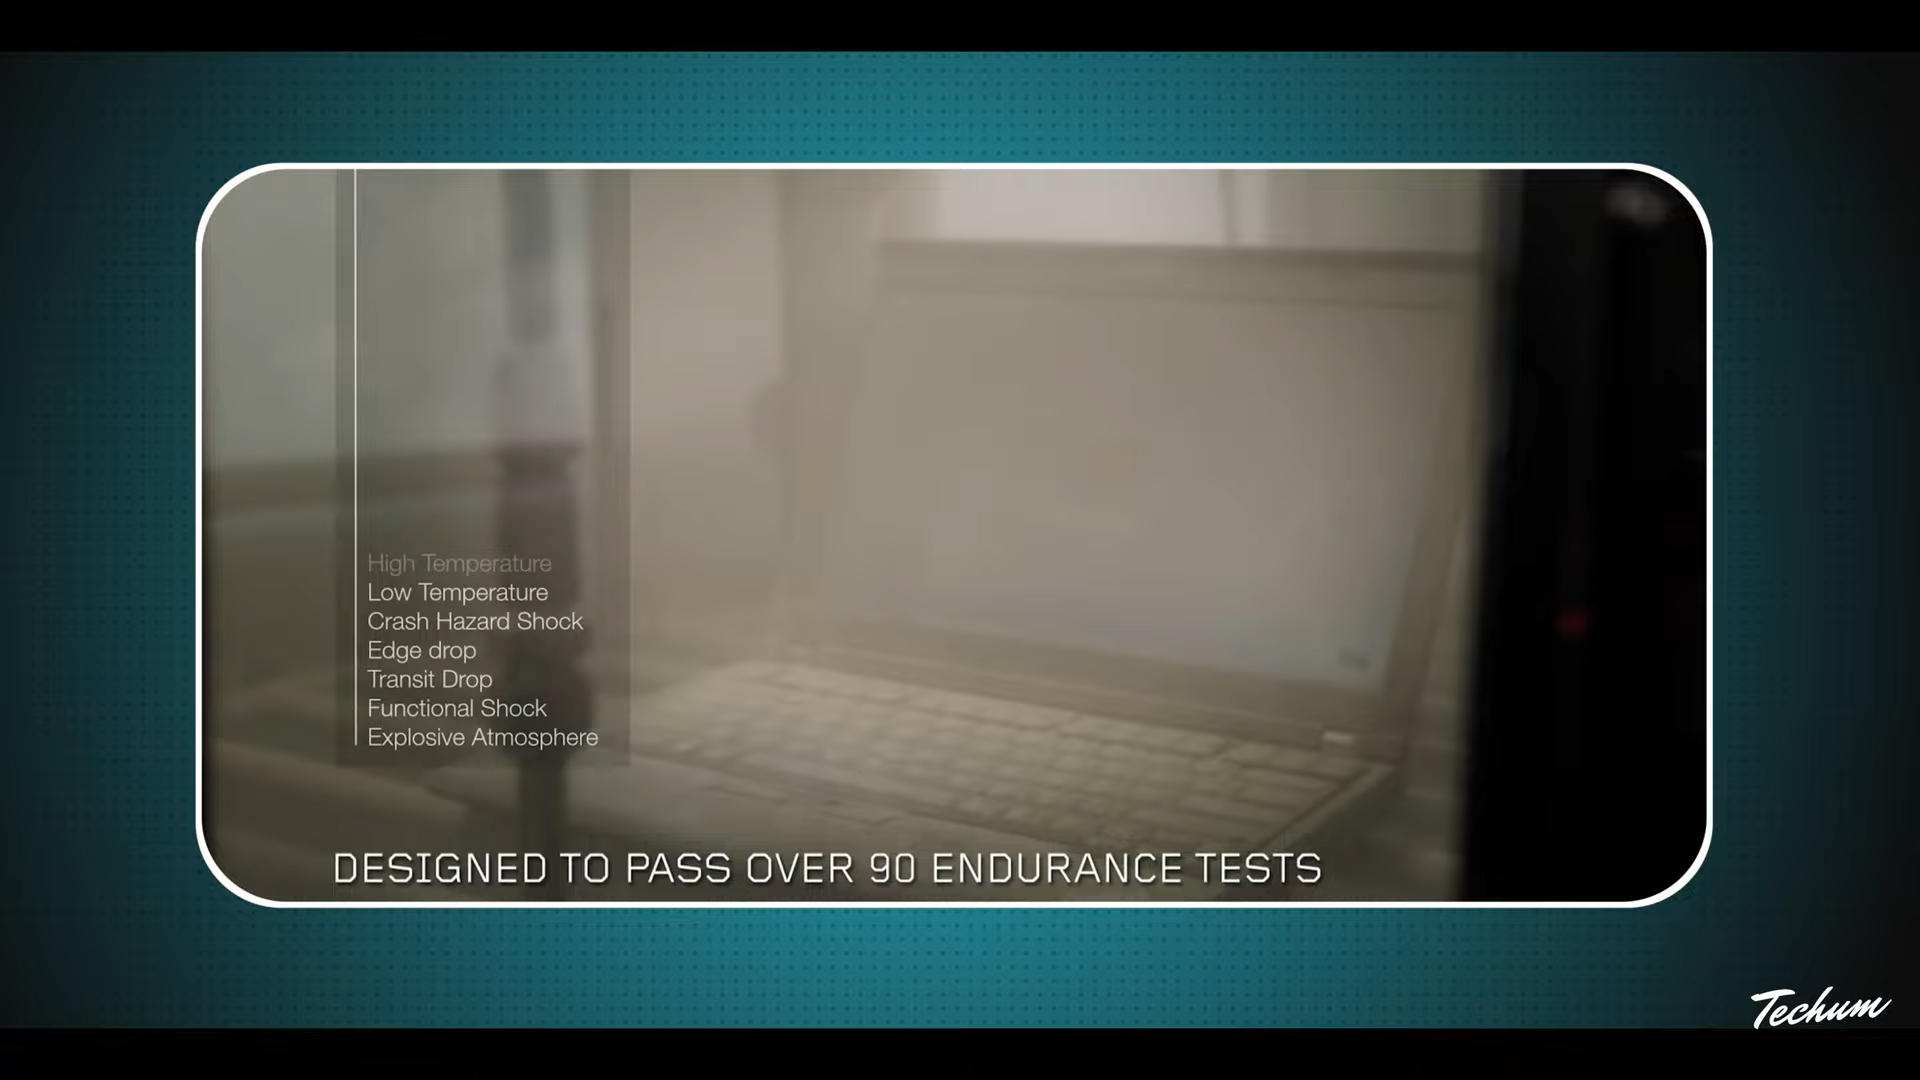 High Temperature
Low Temperature
Crash Hazard Shock
Edge drop
Transit Drop
Functional Shock
Explosive Atmosphere
DESIGNED TO PASS OVER 90 ENDURANCE TESTS
Techum